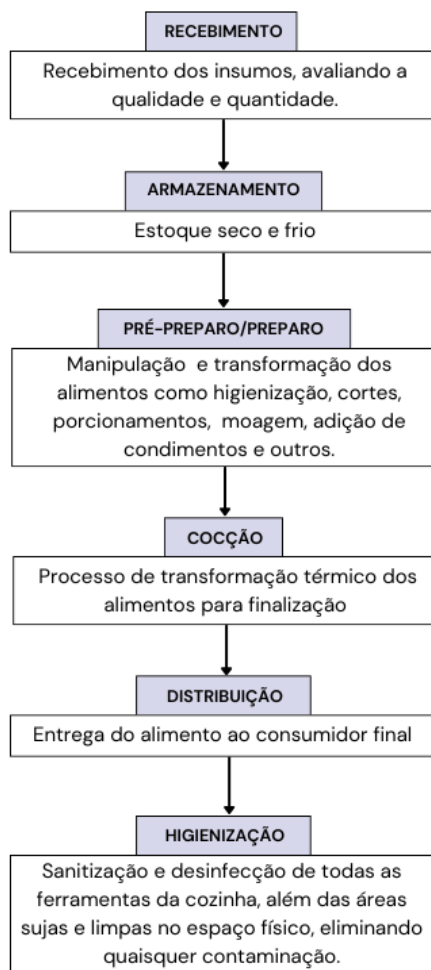 RECEBIMENTO
Recebimento dos insumos, avaliando a
qualidade e quantidade.
ARMAZENAMENTO
Estoque seco e frio
PRÉ-PREPARO/PREPARO
Manipulação e transformação dos
alimentos como higienização, cortes,
porcionamentos, moagem, adição de
condimentos e outros.
COCÇÃO
Processo de transformação térmico dos
alimentos para finalização
DISTRIBUIÇÃO
Entrega do alimento ao consumidor final
HIGIENIZAÇÃO
Sanitização e desinfecção de todas as
ferramentas da cozinha, além das áreas
sujas e limpas no espaço físico, eliminando
quaisquer contaminação.